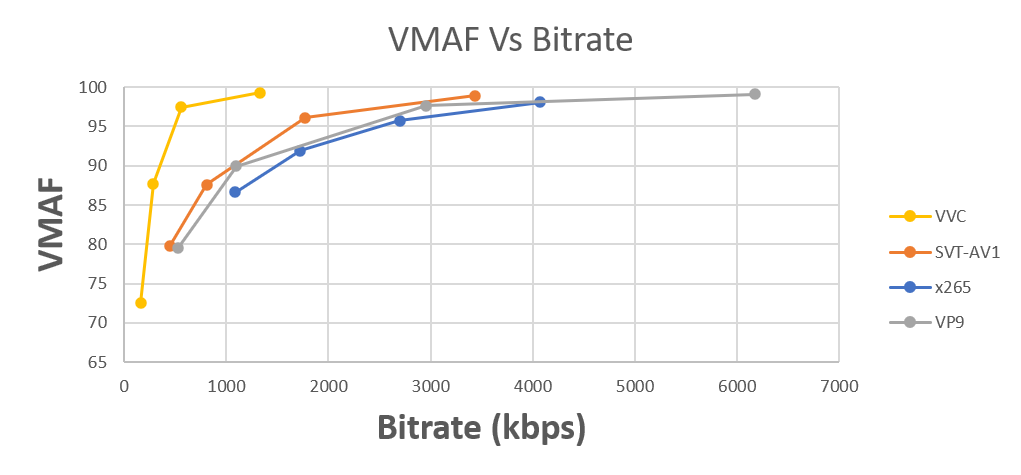 VMAF Vs Bitrate
100
95
90
85
80
75
70
65
VMAF
0 1000 2000 3000 4000 5000 6000 7000
Bitrate (kbps)
VVC
SVT-AV1
x265
VP9